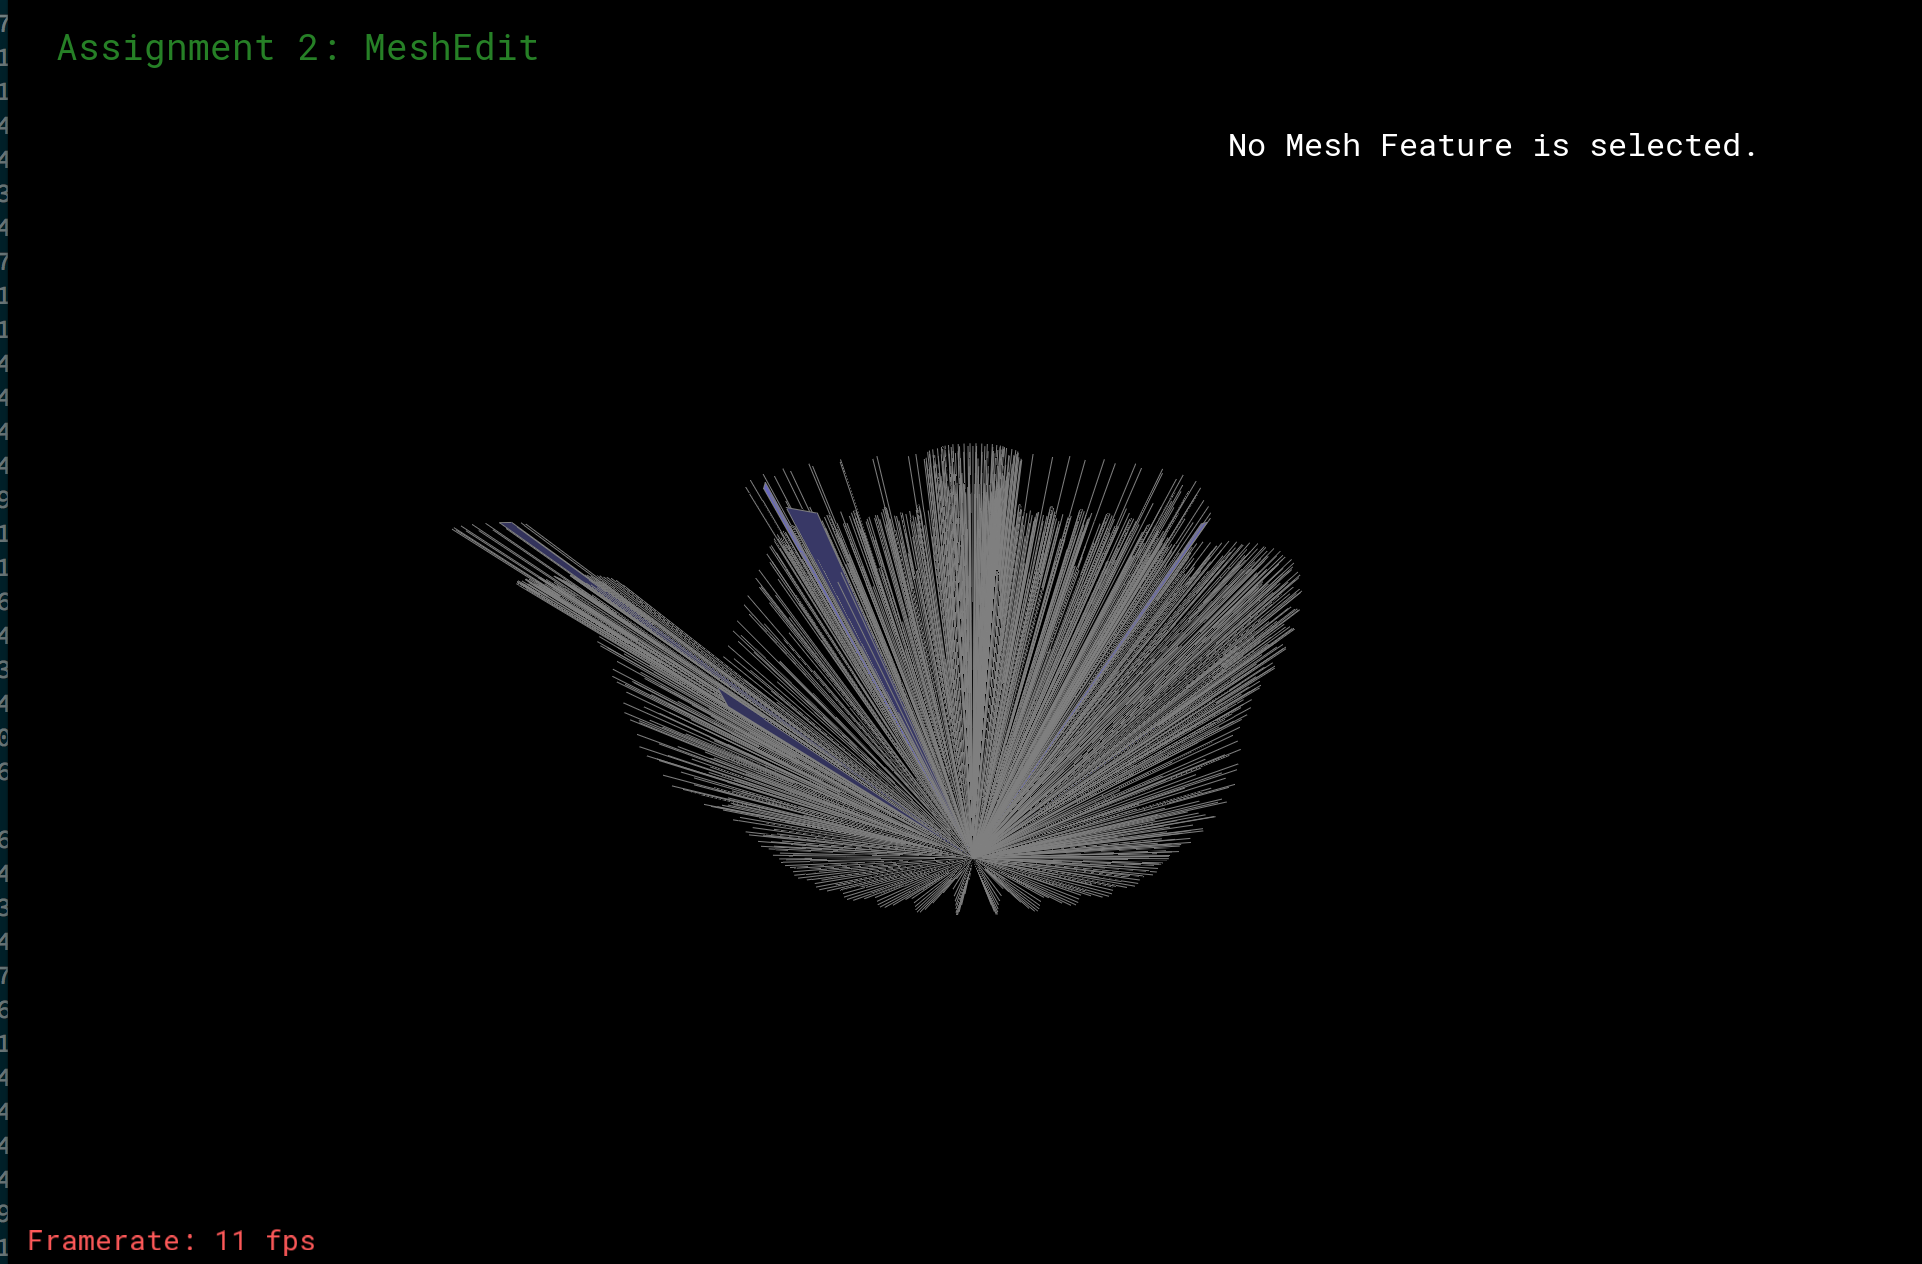 Assignment 2: MeshEdit
No Mesh Feature is selected.
Framerate: 11 fps